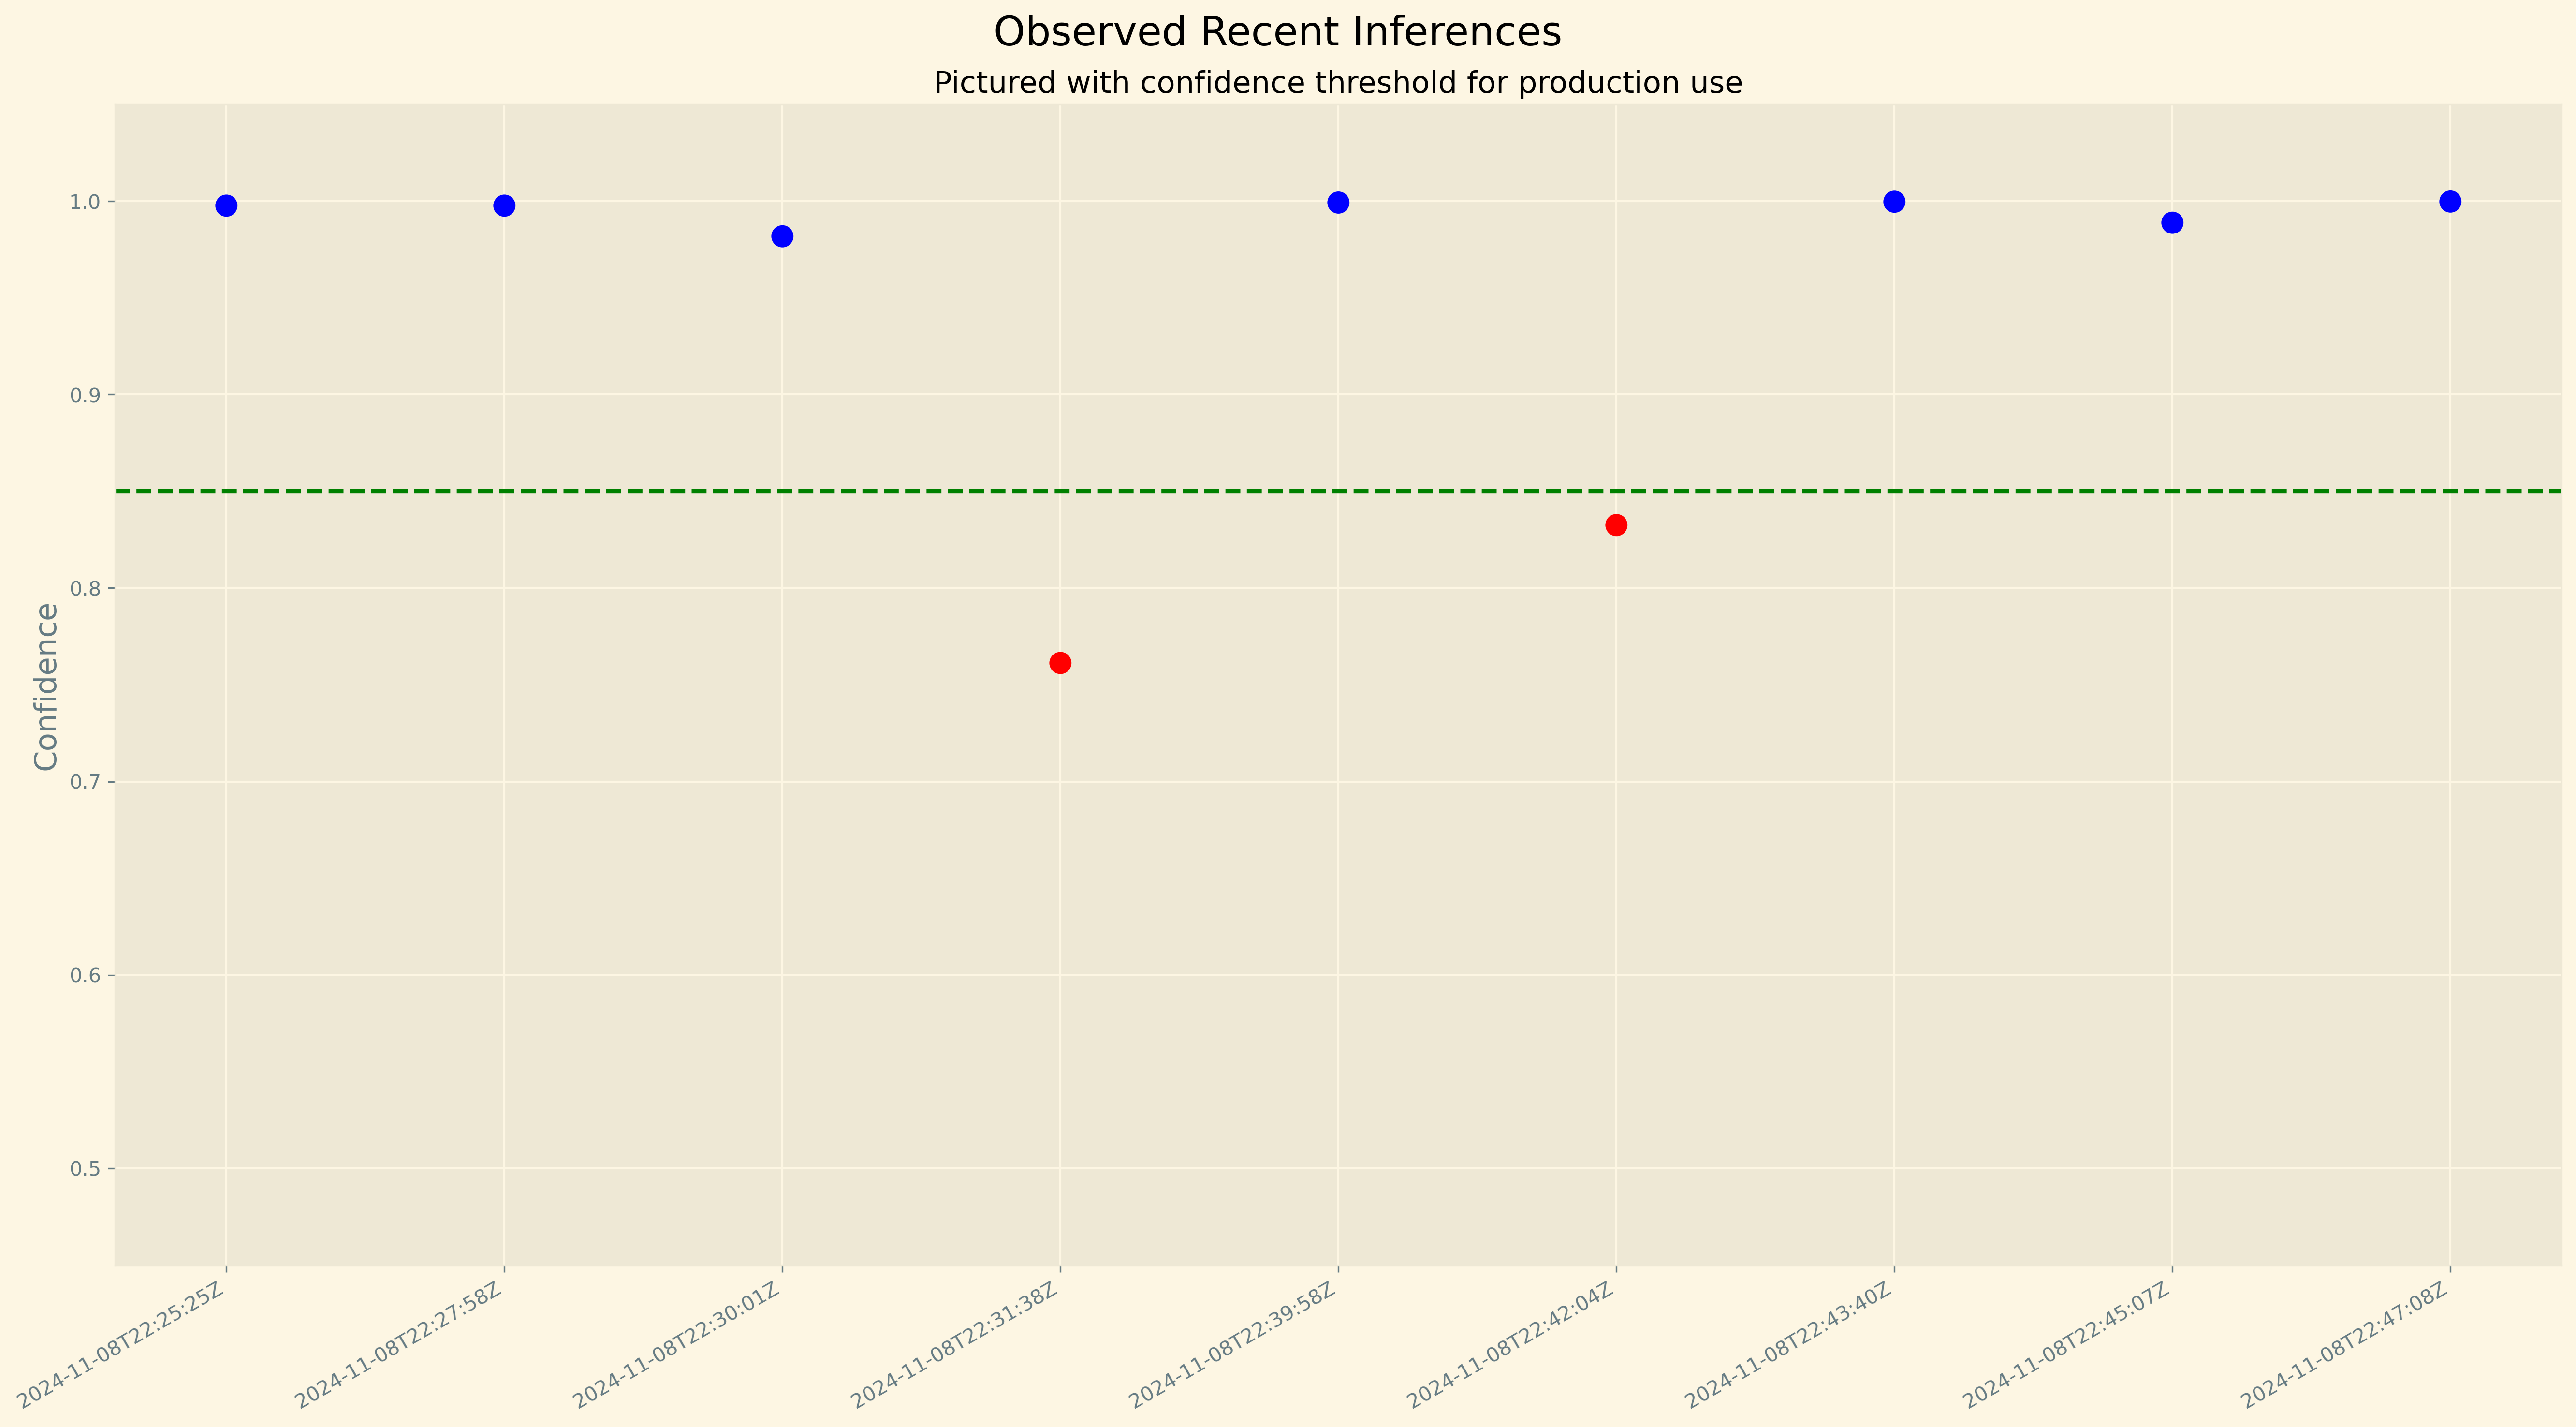 Observed Recent Inferences
Pictured with confidence threshold for production use
Confidence
1.0
0.9
0.8
0.7
0.6
0.5
2024-11-08T22:25:25Z
2024-11-08T22:27:58Z
2024-11-08T22:30:01Z
2024-11-08T22:31:38Z
2024-11-08T22:39:58Z
2024-11-08T22:42:04Z
2024-11-08T22:43:40Z
2024-11-08T22:45:07Z
2024-11-08T22:47:08Z